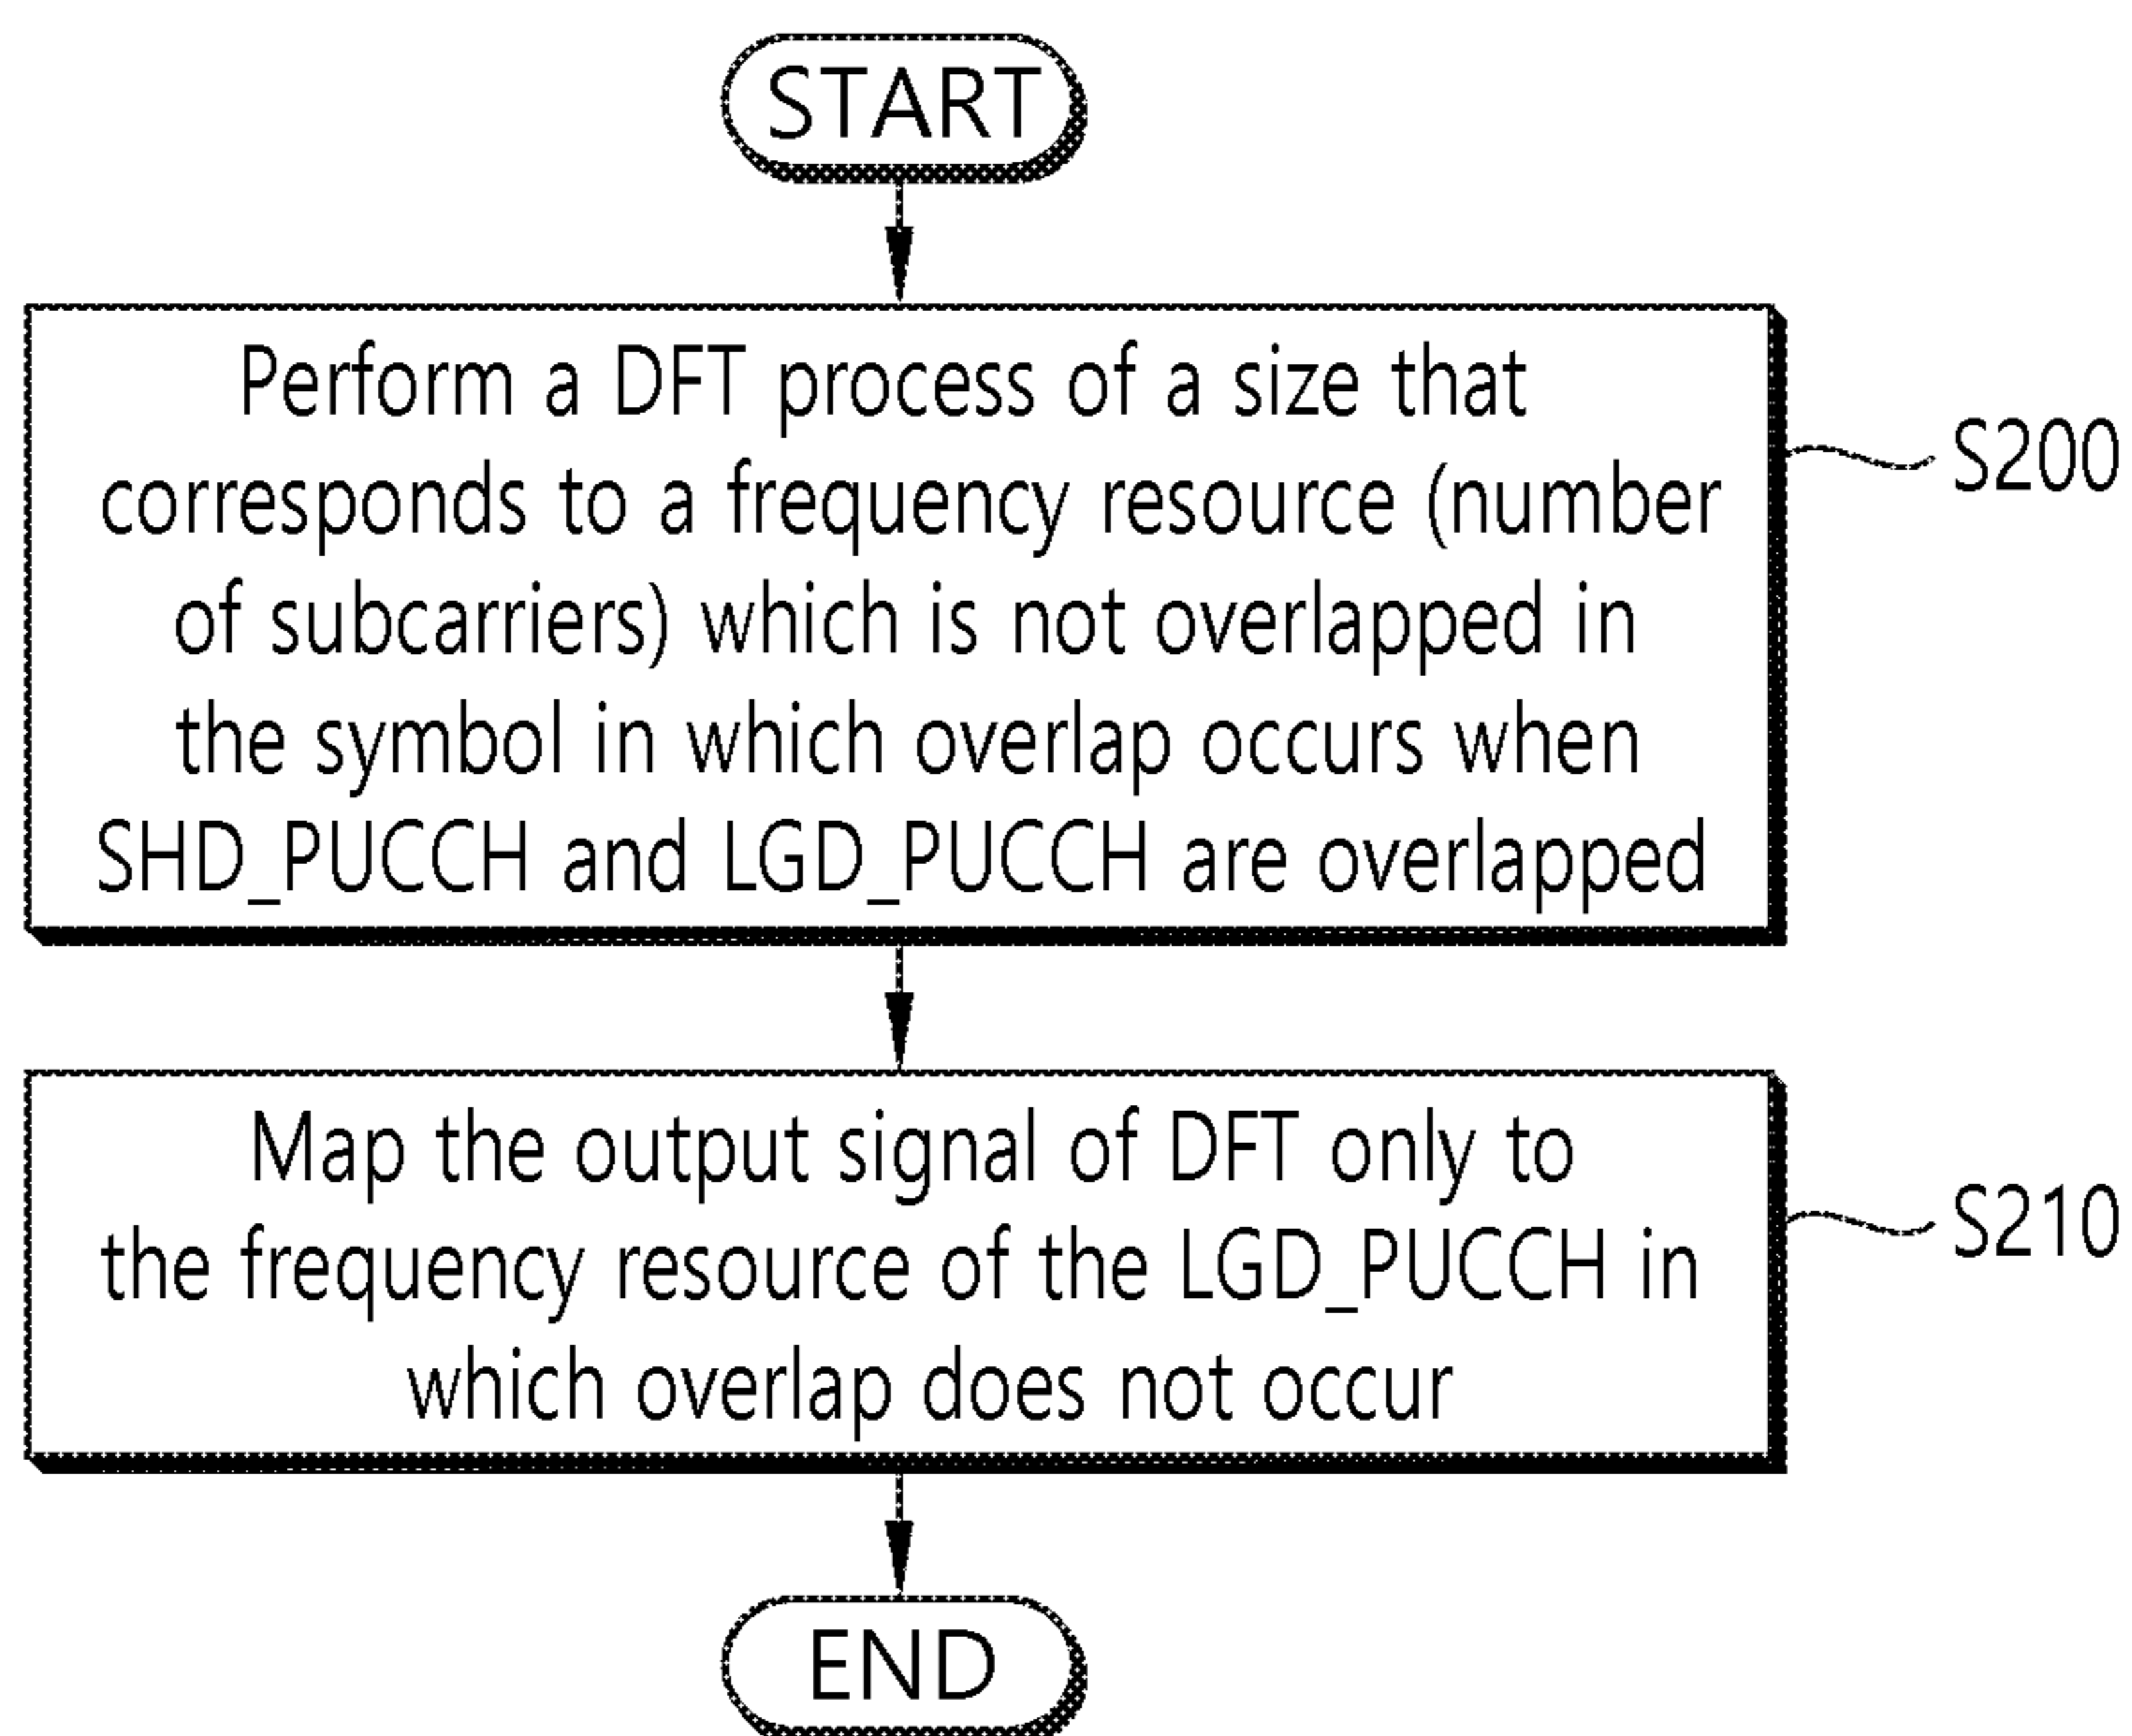 START
Perform a DFT process of a size that
corresponds to a frequency resource (number
of subcarriers) which is not overlapped in
the symbol in which overlap occurs when
SHD_PUCCH and LGD_PUCCH are overlapped
S200
Map the output signal of DFT only to
the frequency resource of the LGD_PUCCH in
which overlap does not occur
S210
END